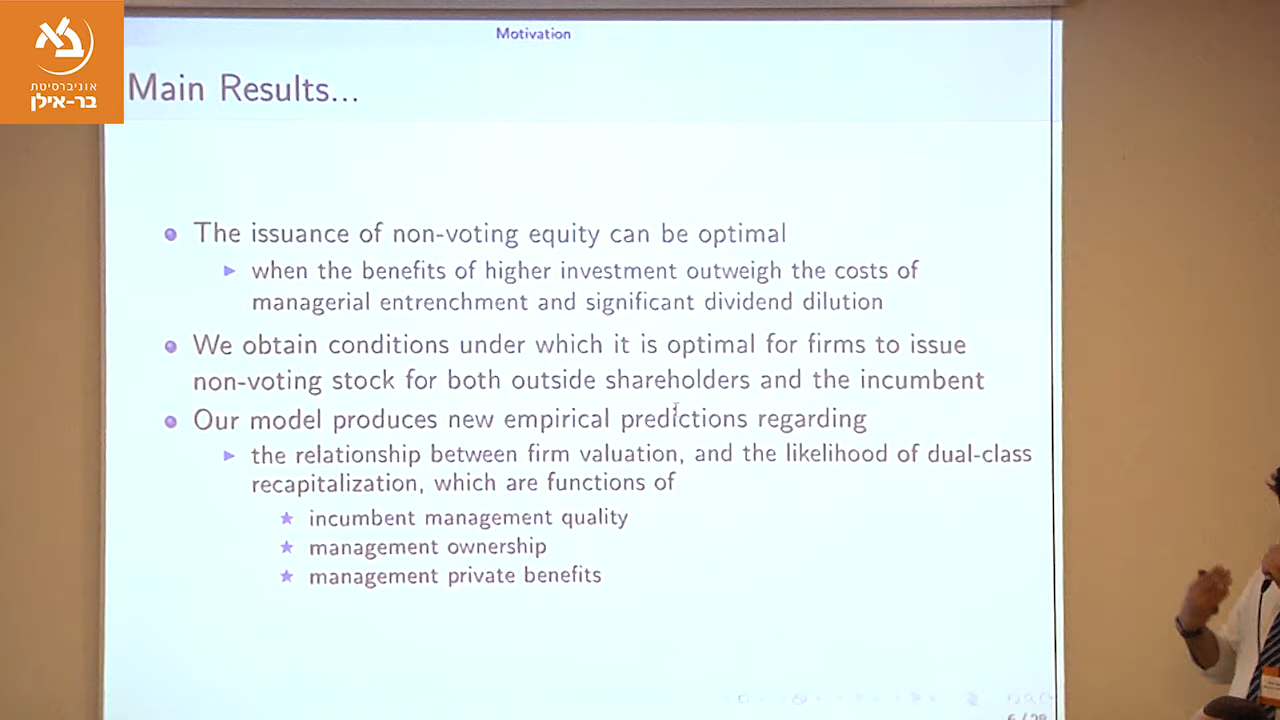 אוניברסיטת
בר-אילן
Motivation
Main Results...
The issuance of non-voting equity can be optimal
when the benefits of higher investment outweigh the costs of
managerial entrenchment and significant dividend dilution
We obtain conditions under which it is optimal for firms to issue
non-voting stock for both outside shareholders and the incumbent
Our model produces new empirical predictions regarding
the relationship between firm valuation, and the likelihood of dual-class
recapitalization, which are functions of
incumbent management quality
management ownership
management private benefits